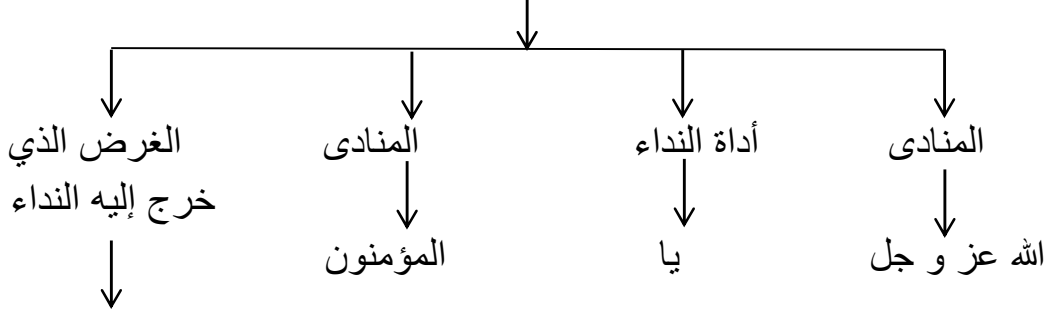 المنادى أداة النداء المنادى الغرض الذي
خرج إليه النداء
الله عز و جل يا المؤمنون